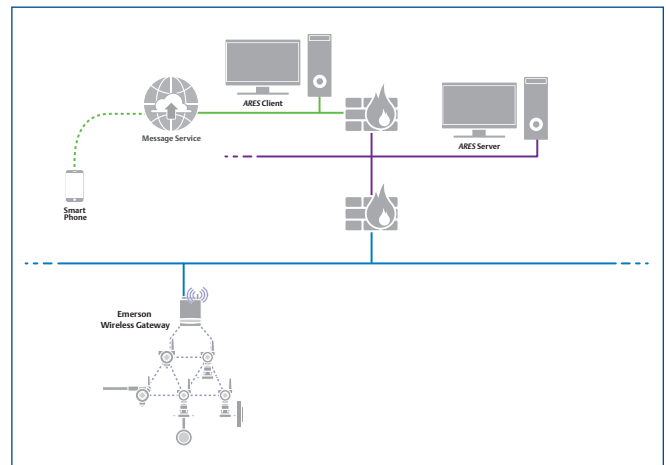 ARES Client
Message Service
ARES Server
Smart
Phone
Emerson
Wireless Gateway